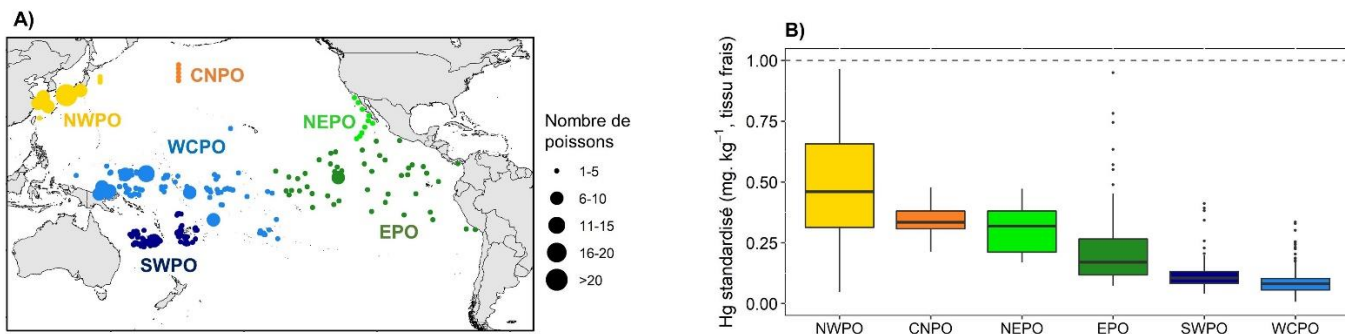 A)
CNPO
NWPO
NEPO
WCPO
EPO
SWPO
Nombre de
poissons
1-5
6-10
11-15
16-20
>20
B)
Hg standardisé (mg. kg⁻¹, tissu frais)
1.00
0.75
0.50
0.25
0.00
NWPO CNPO NEPO EPO SWPO WCPO